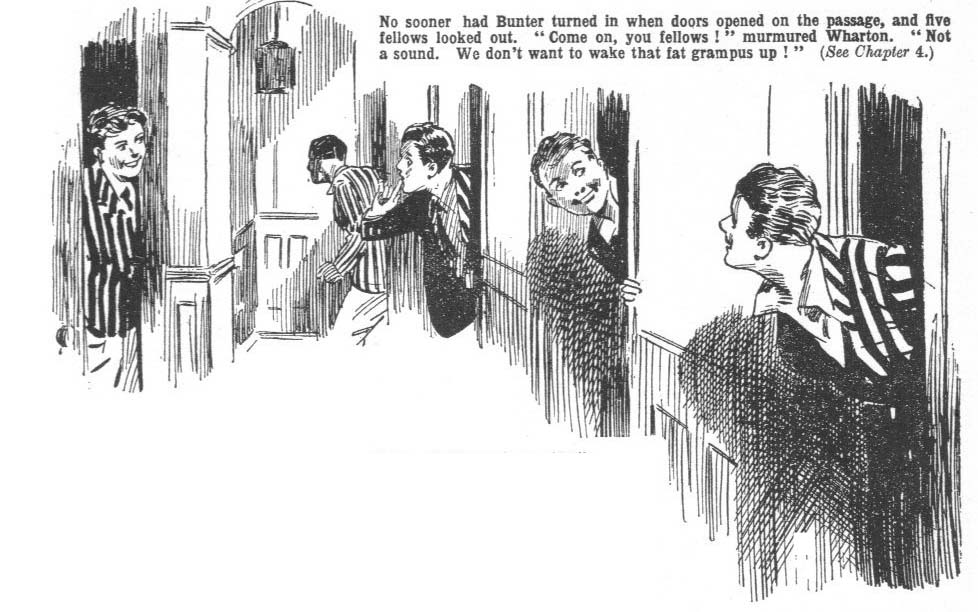 No sooner had Bunter turned in when doors opened on the passage, and five
fellows looked out. "Come on, you fellows!" murmured Wharton. "Not
a sound. We don't want to wake that fat grampus up!" (See Chapter 4.)